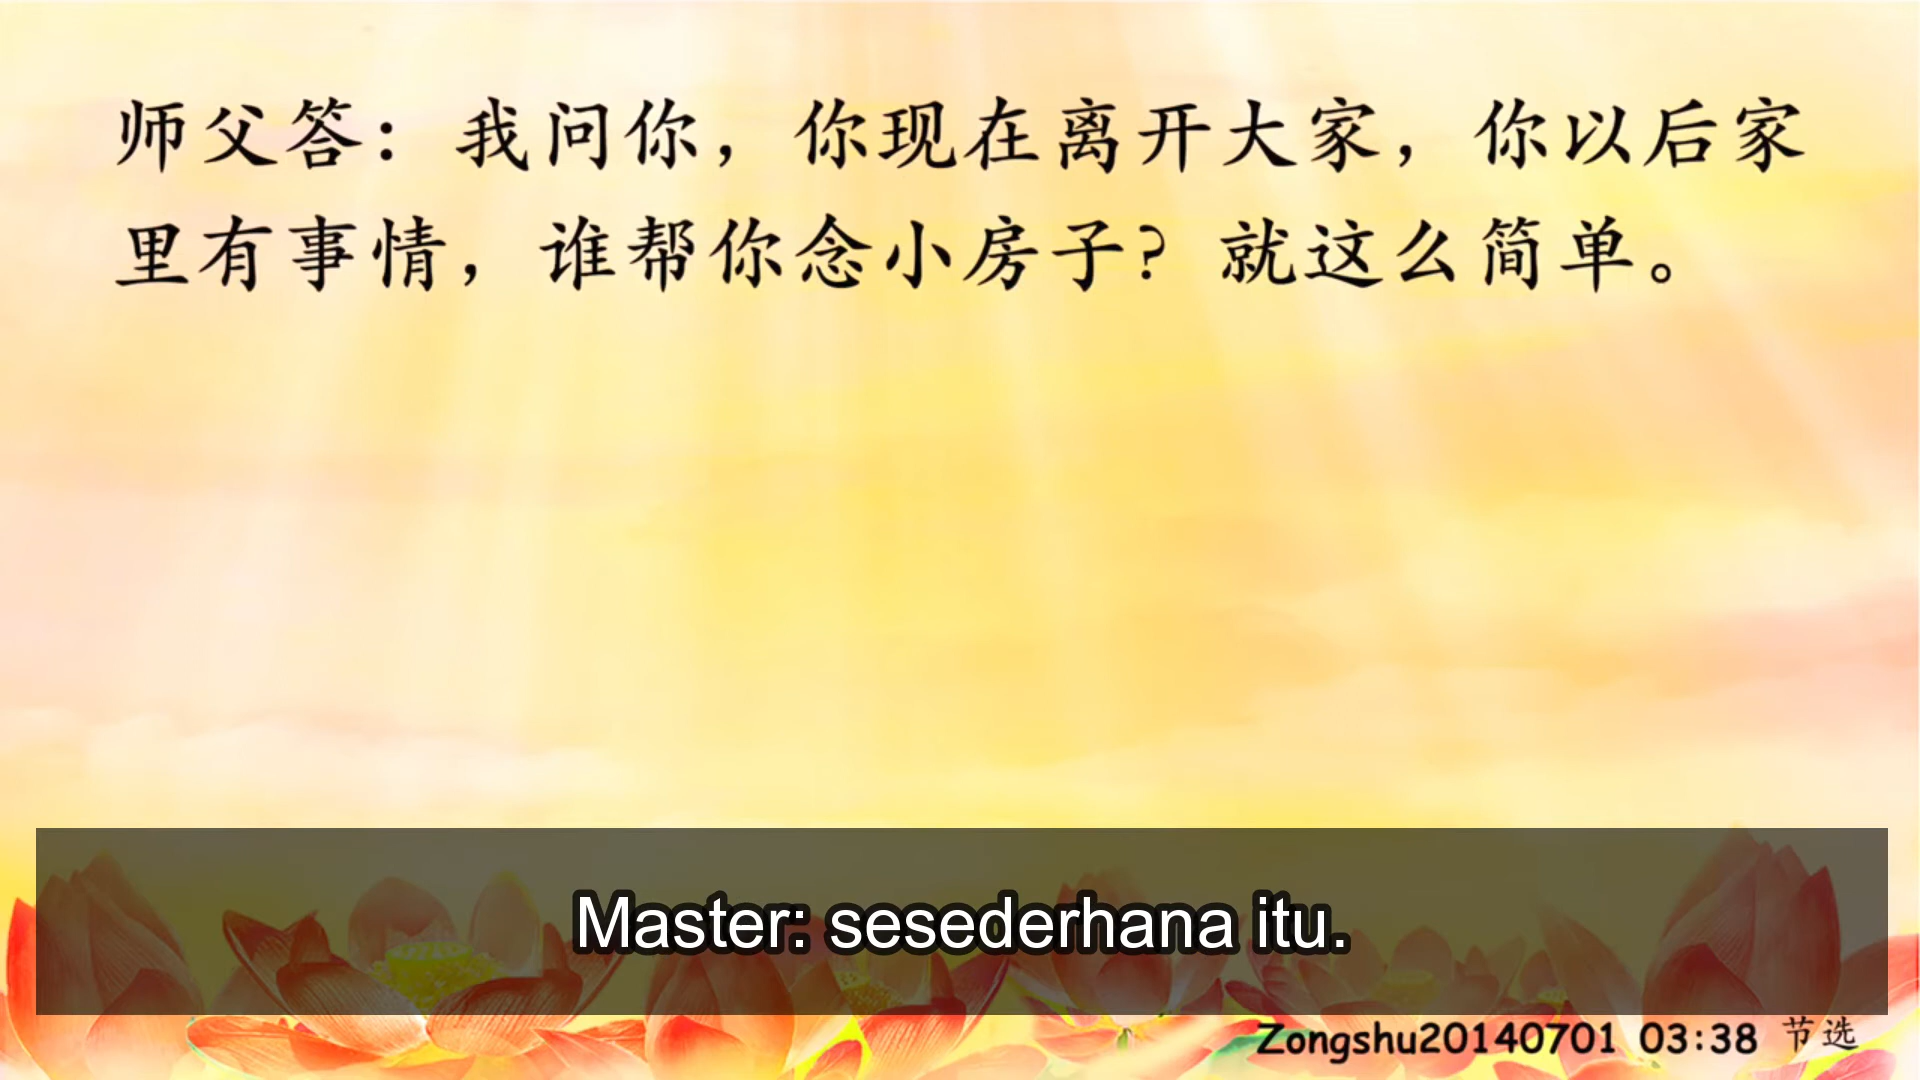 师父答：我问你，你现在离开大家，你以后家
里有事情，谁帮你念小房子？就这么简单。
Master: sesederhana itu.
Zongshu20140701 03:38 节选